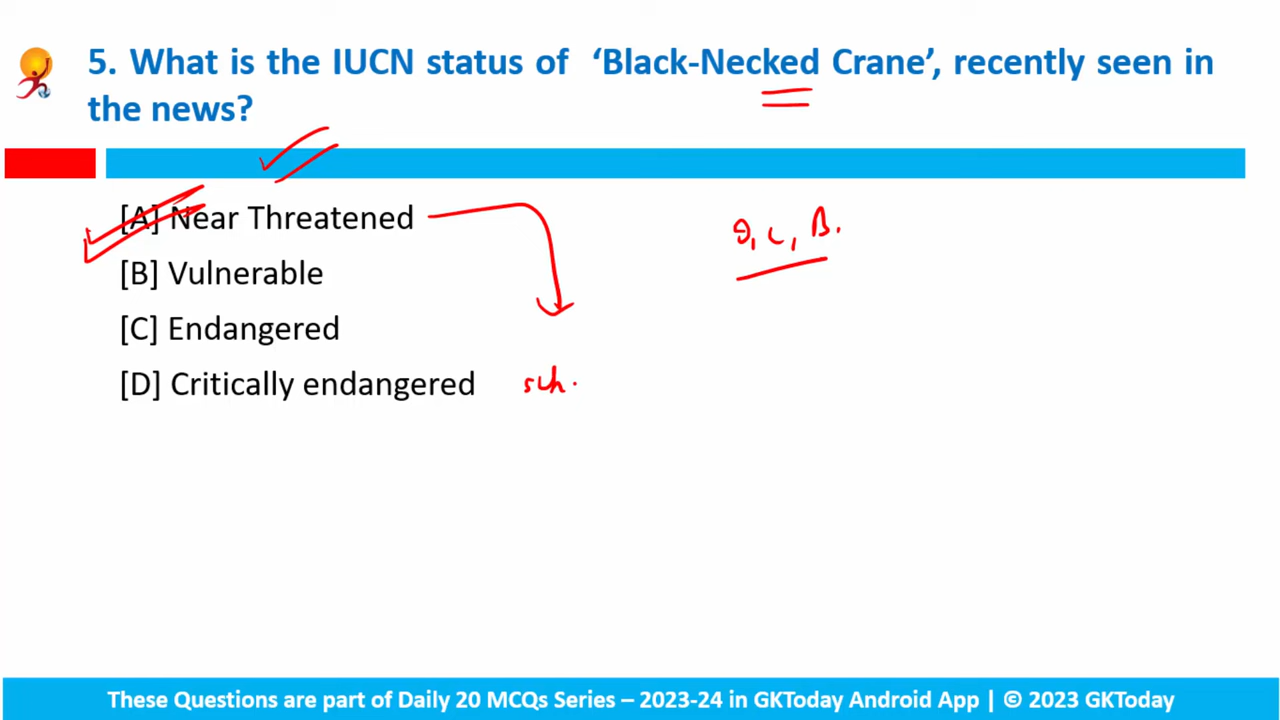 5. What is the IUCN status of ‘Black-Necked Crane’, recently seen in
the news?
[A] Near Threatened
[B] Vulnerable
[C] Endangered
[D] Critically endangered
sch.
These Questions are part of Daily 20 MCQs Series – 2023-24 in GKToday Android App | © 2023 GKToday